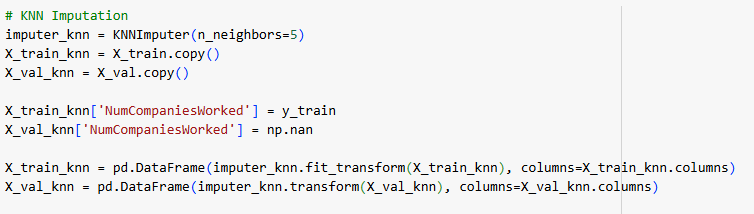 # KNN Imputation
imputer_knn = KNNImputer(n_neighbors=5)
X_train_knn = X_train.copy()
X_val_knn = X_val.copy()
X_train_knn['NumCompaniesWorked'] = y_train
X_val_knn['NumCompaniesWorked'] = np.nan
X_train_knn = pd.DataFrame(imputer_knn.fit_transform(X_train_knn), columns=X_train_knn.columns)
X_val_knn = pd.DataFrame(imputer_knn.transform(X_val_knn), columns=X_val_knn.columns)